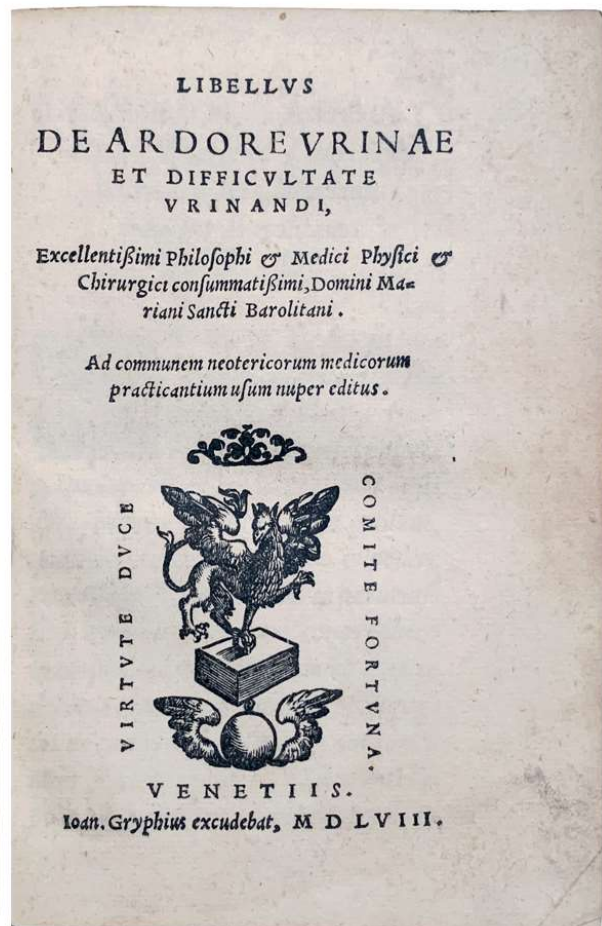 LIBELLVS
DE ARDORE VRINAE
ET DIFFICVLTATE
VRINANDI,
Excellentißimi Philoſophi & Medici Phyſici &
Chirurgici conſummatißimi, Domini Ma=
riani Sancti Barolitani.
Ad communem neotericorum medicorum
practicantium uſum nuper editus.
VIRTVTE DVCE
COMITE FORTVNA.
VENETIIS.
Ioan. Gryphius excudebat, M D LVIII.